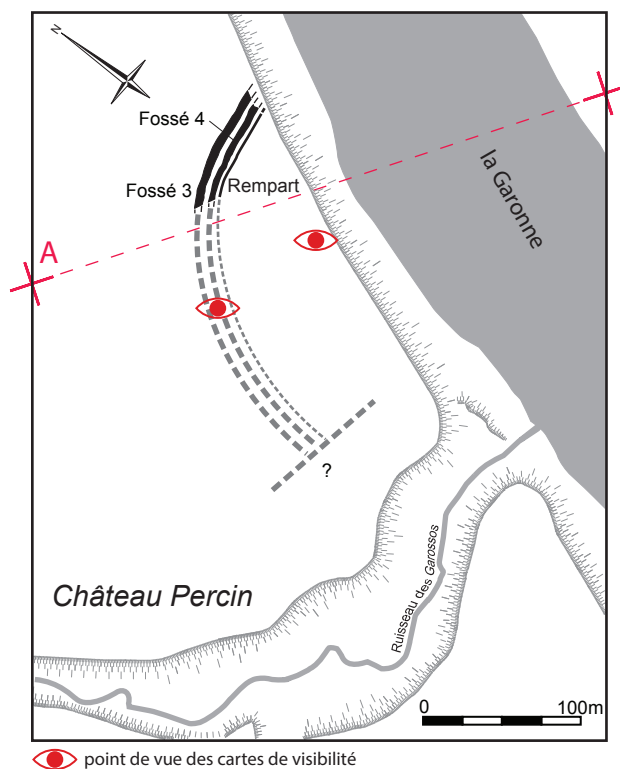 N
Fossé 4
Fossé 3
Rempart
la Garonne
A
?
Château Percin
Ruisseau des Garossos
0 100m
point de vue des cartes de visibilité